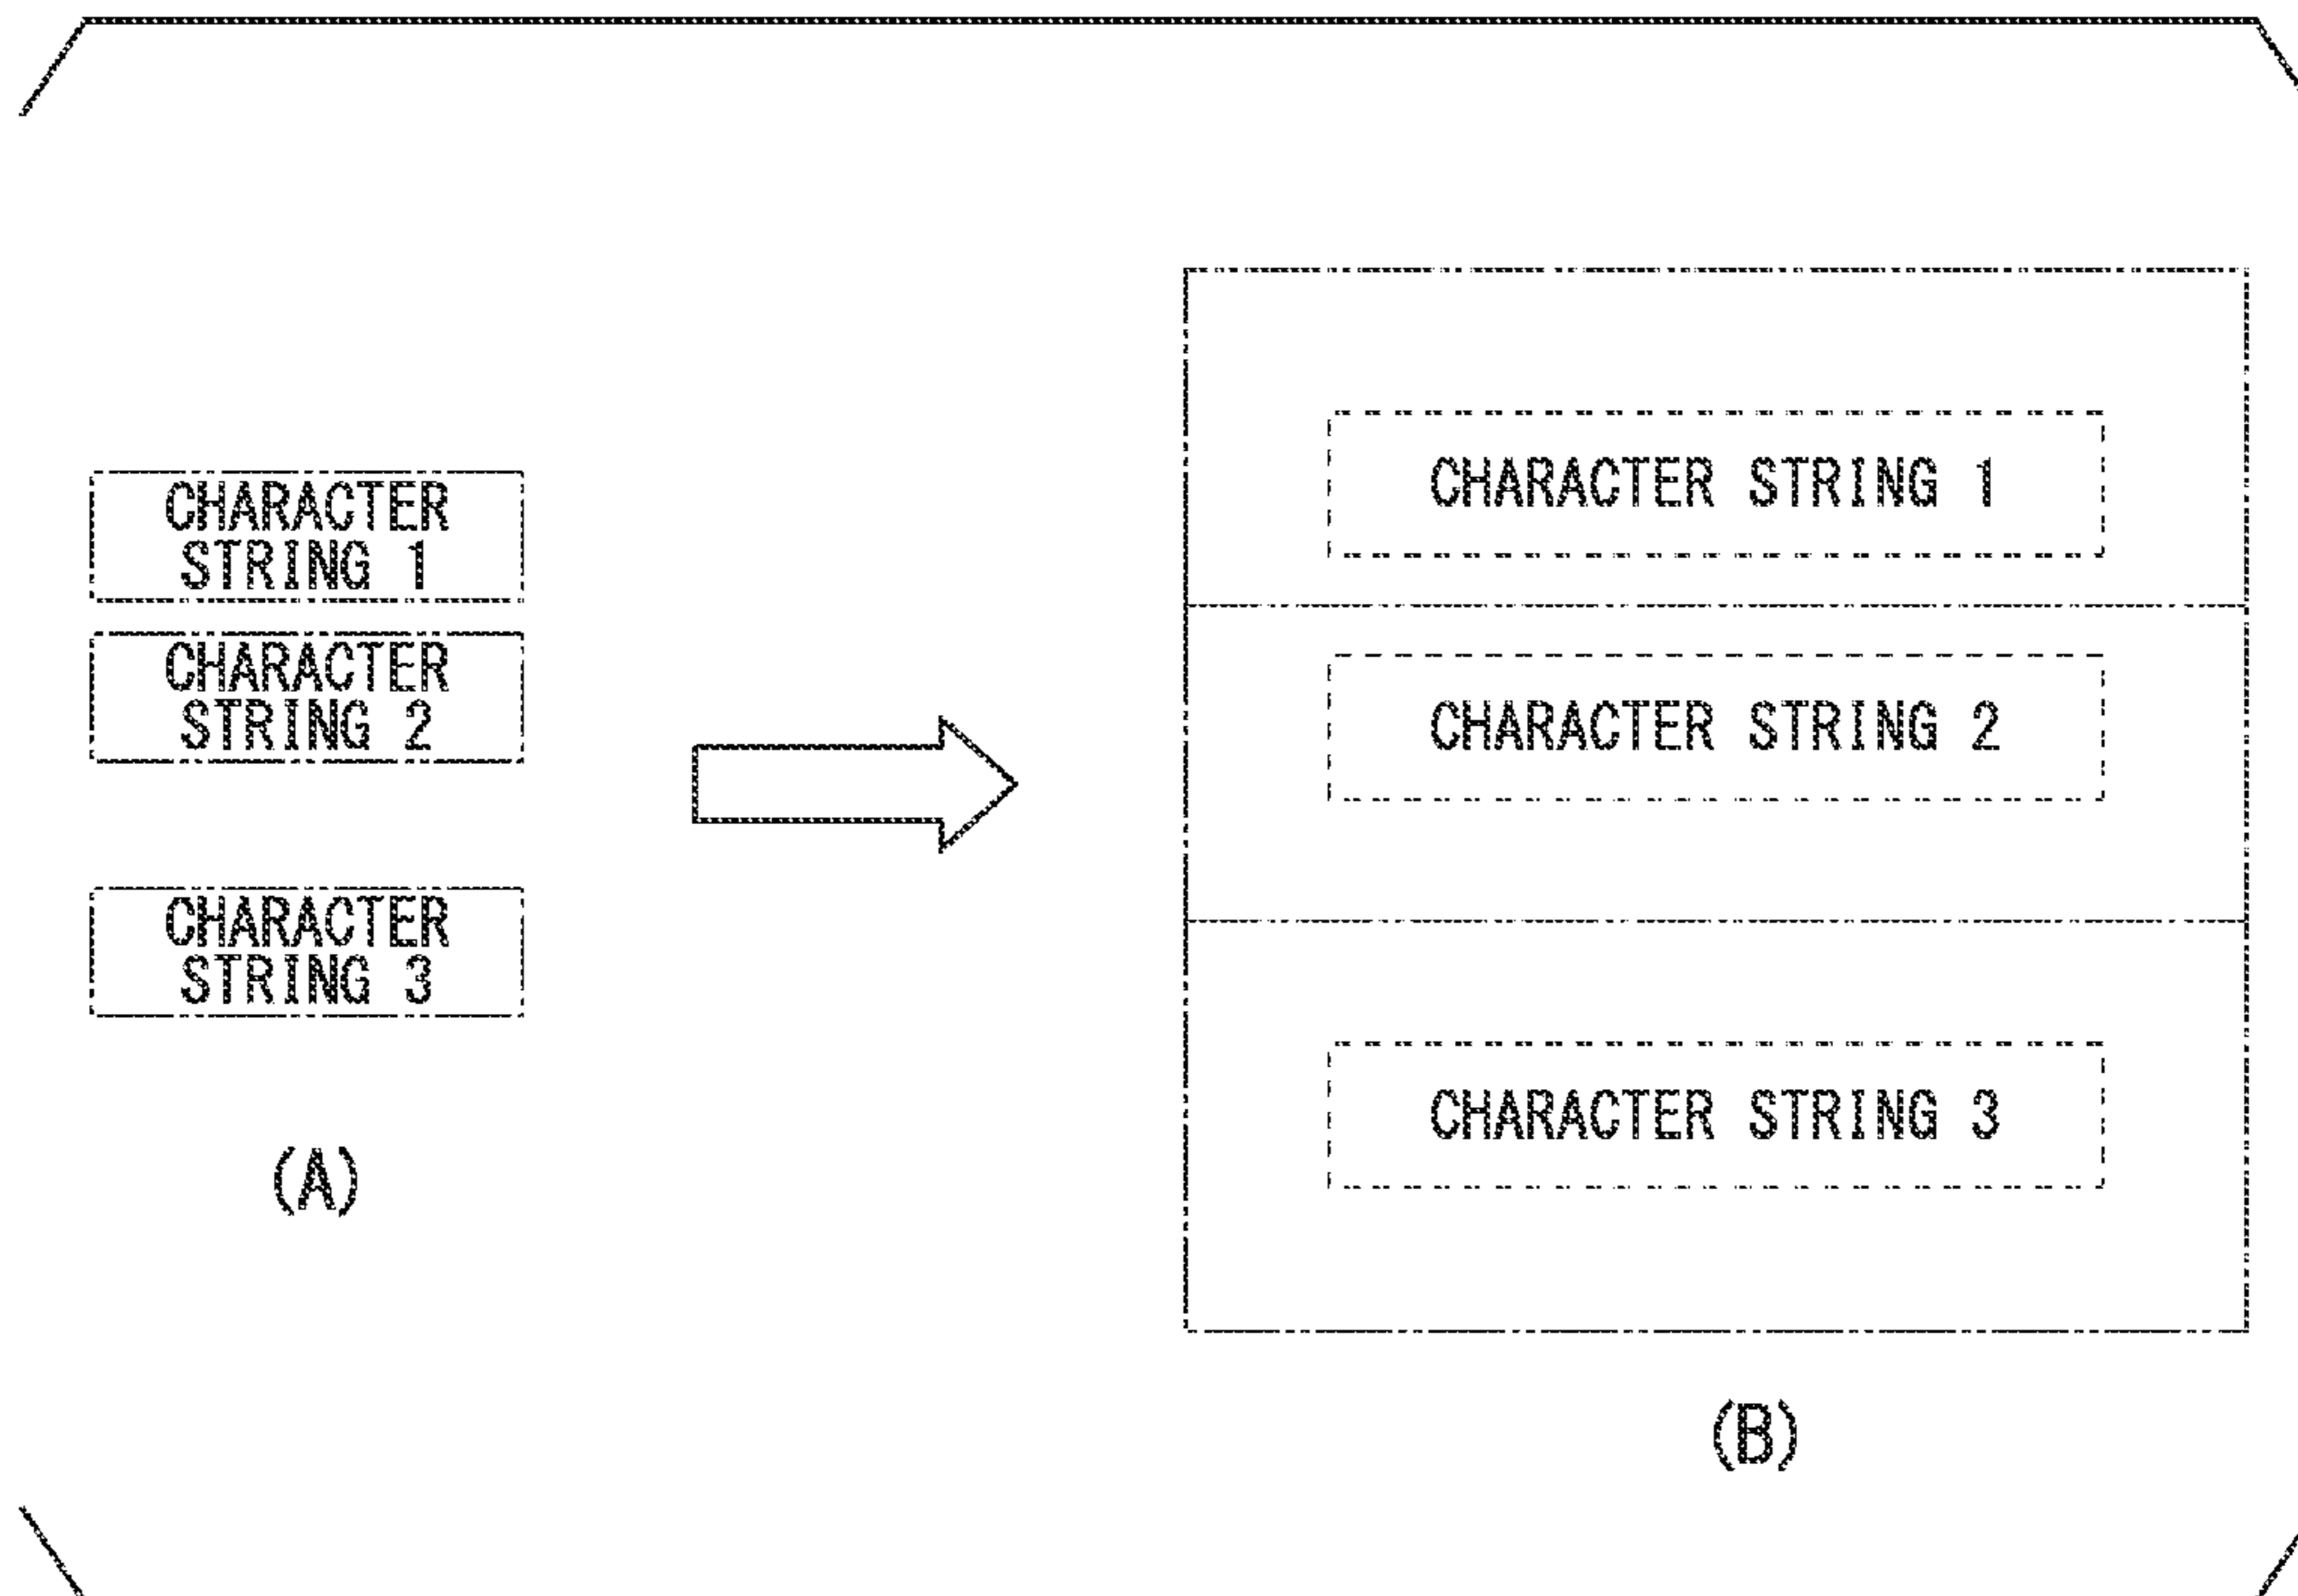 CHARACTER
STRING 1
CHARACTER
STRING 2
CHARACTER
STRING 3
(A)
CHARACTER STRING 1
CHARACTER STRING 2
CHARACTER STRING 3
(B)